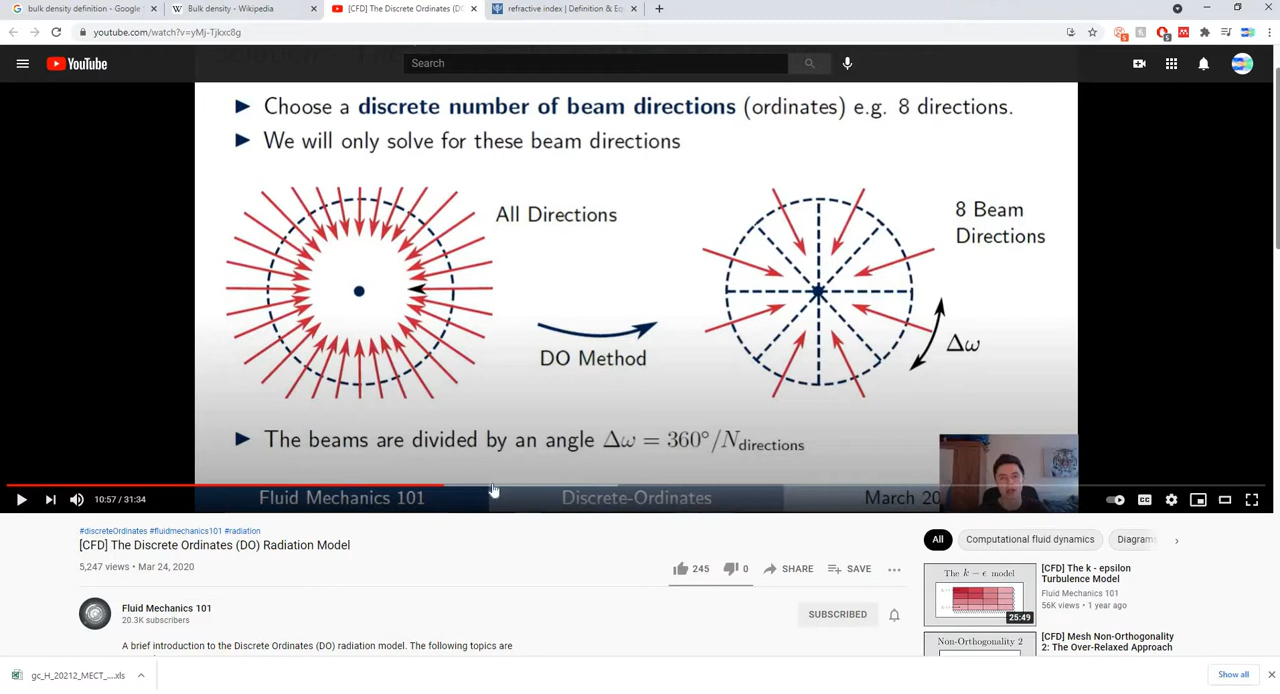 bulk density definition - Google
Bulk density - Wikipedia
[CFD] The Discrete Ordinates (DO
refractive index | Definition & Equ
youtube.com/watch?v=yMj-Tjkxc8g
YouTube
Search
Choose a discrete number of beam directions (ordinates) e.g. 8 directions.
We will only solve for these beam directions
All Directions
8 Beam
Directions
DO Method
Δω
The beams are divided by an angle Δω = 360°/N directions
Fluid Mechanics 101
Discrete-Ordinates
March 20
10:57 / 31:34
CC
#discreteOrdinates #fluidmechanics101 #radiation
[CFD] The Discrete Ordinates (DO) Radiation Model
5,247 views • Mar 24, 2020
245
0
SHARE
SAVE
Fluid Mechanics 101
20.3K subscribers
SUBSCRIBED
A brief introduction to the Discrete Ordinates (DO) radiation model. The following topics are
All
Computational fluid dynamics
Diagrams
The k − ϵ model
25:49
[CFD] The k - epsilon
Turbulence Model
Fluid Mechanics 101
56K views • 1 year ago
Non-Orthogonality 2
[CFD] Mesh Non-Orthogonality
2: The Over-Relaxed Approach
gc_H_20212_MECT_....xls
Show all